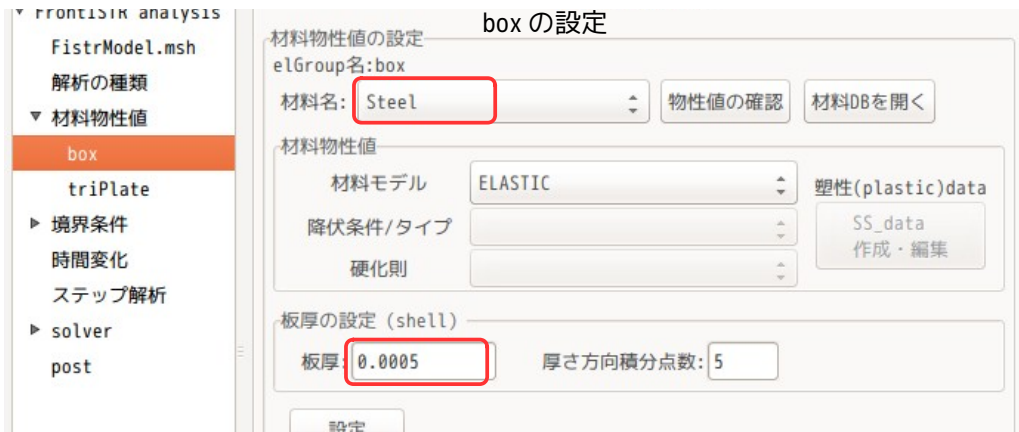 FrontISTR analysis
FistrModel.msh
解析の種類
材料物性値
box
triPlate
境界条件
時間変化
ステップ解析
solver
post
box の設定
材料物性値の設定
elGroup名:box
材料名: Steel 物性値の確認 材料DBを開く
材料物性値
材料モデル ELASTIC 塑性(plastic)data
降伏条件/タイプ SS_data
作成・編集
硬化則
板厚の設定 (shell)
板厚: 0.0005 厚さ方向積分点数: 5
設定